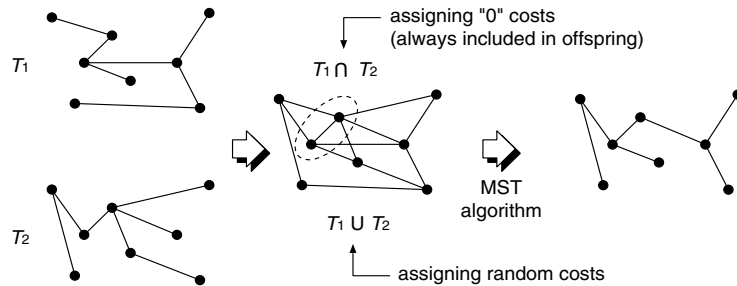 assigning "0" costs
(always included in offspring)
T1
T1 ∩ T2
MST
algorithm
T2
T1 ∪ T2
assigning random costs